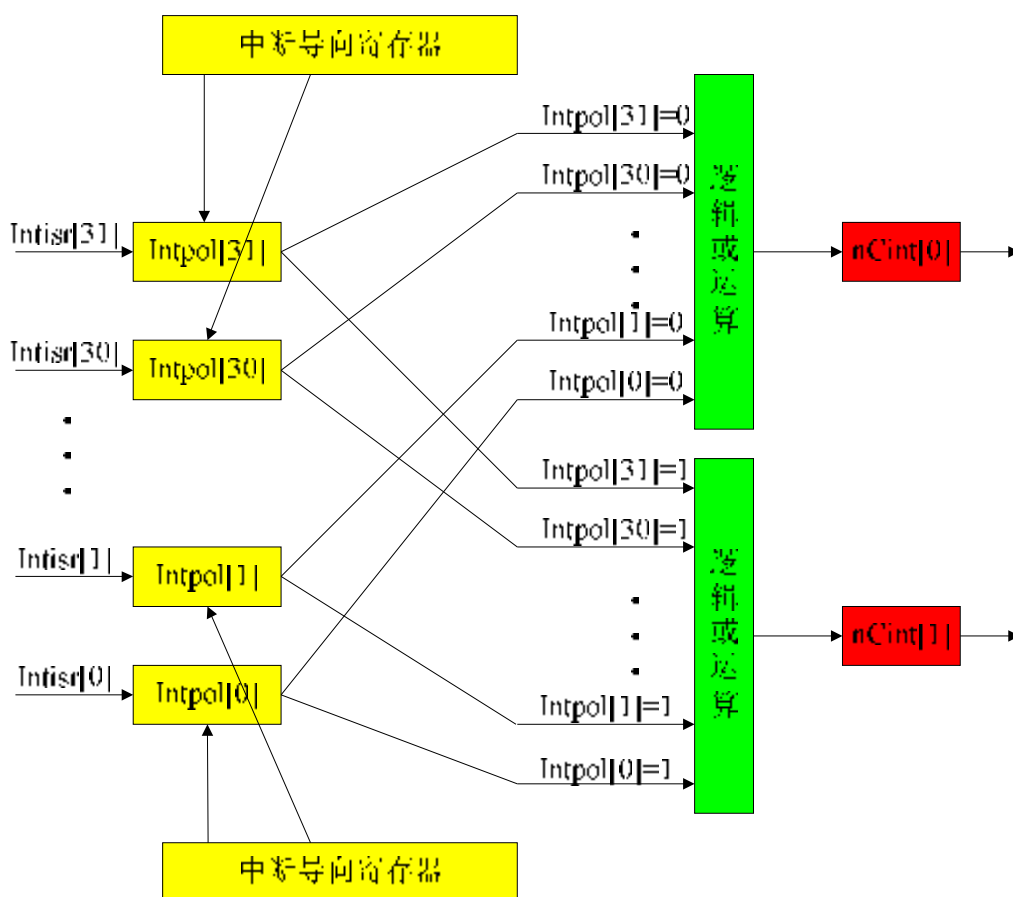 中断导向寄存器
Intpol[31]=0
Intpol[30]=0
Intisr[31]
Intpol[31]
nCint[0]
逻辑或运算
Intpol[1]=0
Intisr[30]
Intpol[30]
Intpol[0]=0
Intpol[31]=1
Intpol[30]=1
Intisr[1]
Intpol[1]
逻辑或运算
nCint[1]
Intisr[0]
Intpol[0]
Intpol[1]=1
Intpol[0]=1
中断导向寄存器